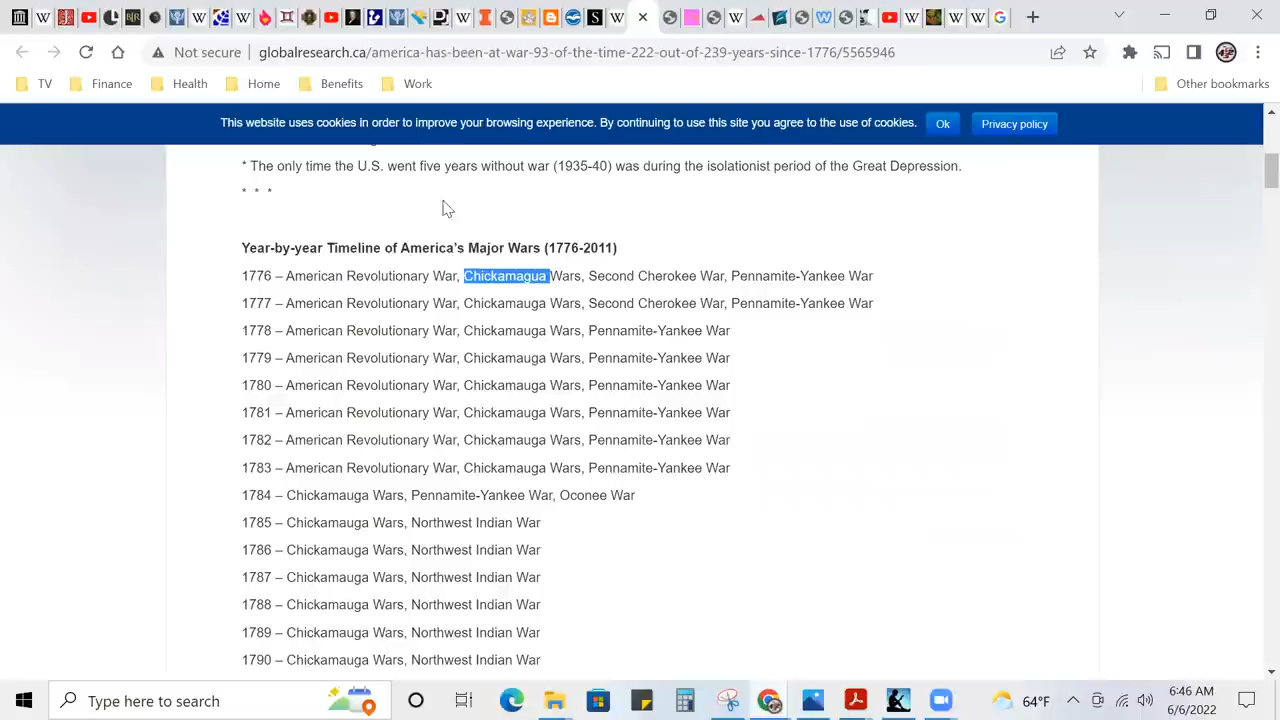 Not secure
globalresearch.ca/america-has-been-at-war-93-of-the-time-222-out-of-239-years-since-1776/5565946
TV
Finance
Health
Home
Benefits
Work
Other bookmarks
This website uses cookies in order to improve your browsing experience. By continuing to use this site you agree to the use of cookies.
Ok
Privacy policy
* The only time the U.S. went five years without war (1935-40) was during the isolationist period of the Great Depression.
* * *
Year-by-year Timeline of America's Major Wars (1776-2011)
1776 – American Revolutionary War, Chickamagua Wars, Second Cherokee War, Pennamite-Yankee War
1777 – American Revolutionary War, Chickamauga Wars, Second Cherokee War, Pennamite-Yankee War
1778 – American Revolutionary War, Chickamauga Wars, Pennamite-Yankee War
1779 – American Revolutionary War, Chickamauga Wars, Pennamite-Yankee War
1780 – American Revolutionary War, Chickamauga Wars, Pennamite-Yankee War
1781 – American Revolutionary War, Chickamauga Wars, Pennamite-Yankee War
1782 – American Revolutionary War, Chickamauga Wars, Pennamite-Yankee War
1783 – American Revolutionary War, Chickamauga Wars, Pennamite-Yankee War
1784 – Chickamauga Wars, Pennamite-Yankee War, Oconee War
1785 – Chickamauga Wars, Northwest Indian War
1786 – Chickamauga Wars, Northwest Indian War
1787 – Chickamauga Wars, Northwest Indian War
1788 – Chickamauga Wars, Northwest Indian War
1789 – Chickamauga Wars, Northwest Indian War
1790 – Chickamauga Wars, Northwest Indian War
Type here to search
64°F
6:46 AM
6/6/2022